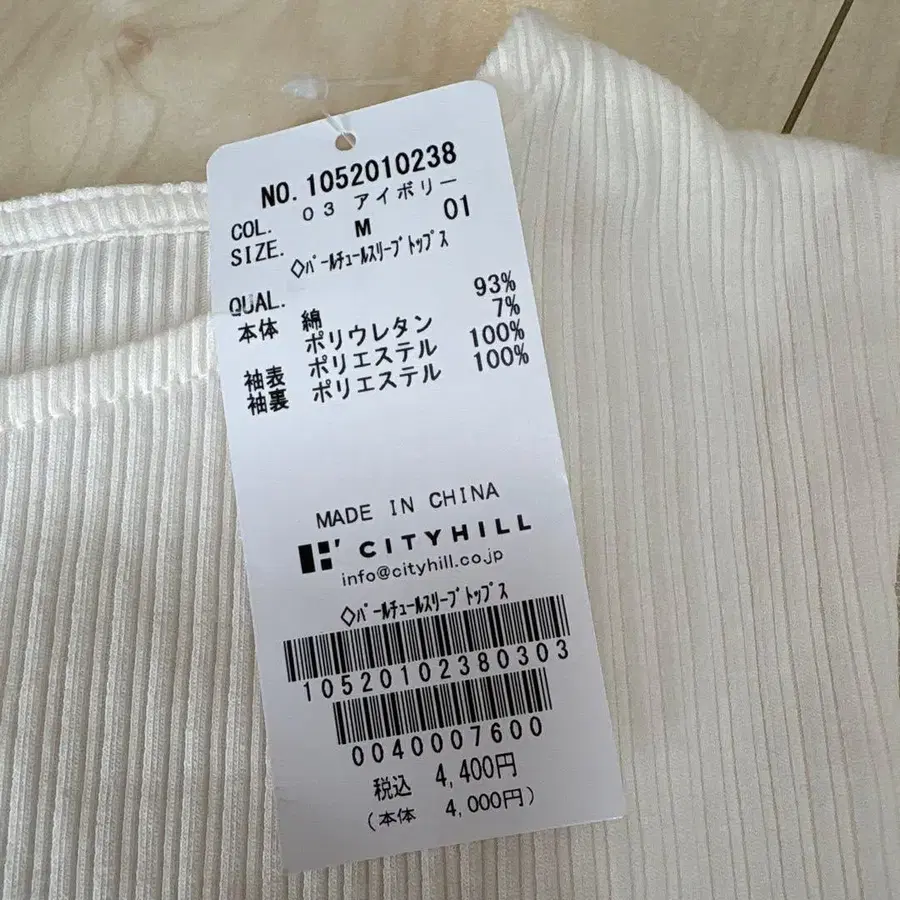 NO. 1052010238
COL. 03 アイボリー
SIZE. M 01
◇ﾊﾟｰﾙﾁｭｰﾙｽﾘｰﾌﾞﾄｯﾌﾟｽ
QUAL.
本体 綿 93%
ポリウレタン 7%
袖表 ポリエステル 100%
袖裏 ポリエステル 100%
MADE IN CHINA
CITYHILL
info@cityhill.co.jp
◇ﾊﾟｰﾙﾁｭｰﾙｽﾘｰﾌﾞﾄｯﾌﾟｽ
10520102380303
0040007600
税込 4,400円
(本体 4,000円)